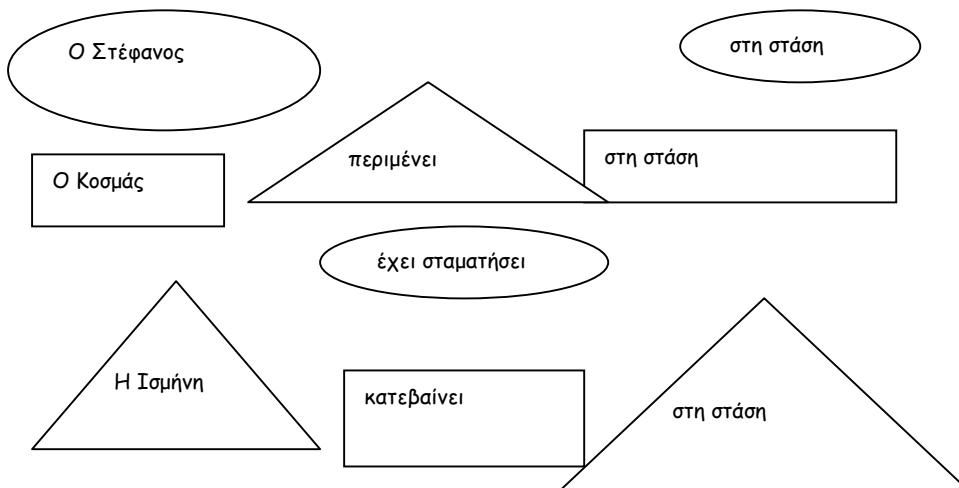 Ο Στέφανος
στη στάση
περιμένει
στη στάση
Ο Κοσμάς
έχει σταματήσει
Η Ισμήνη
κατεβαίνει
στη στάση